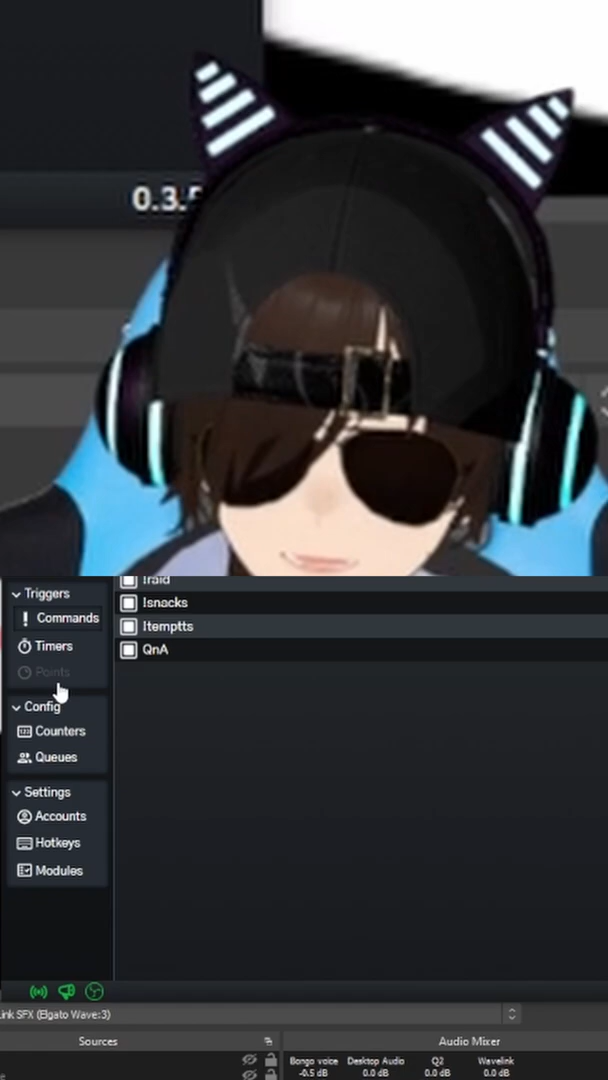 0.3.5
Triggers
!raid
Commands
!snacks
Timers
!temptts
Points
QnA
Config
Counters
Queues
Settings
Accounts
Hotkeys
Modules
ink SFX (Elgato Wave:3)
Sources
Audio Mixer
Bongo voice Desktop Audio Q2 Wavelink
-0.5 dB 0.0 dB 0.0 dB 0.0 dB